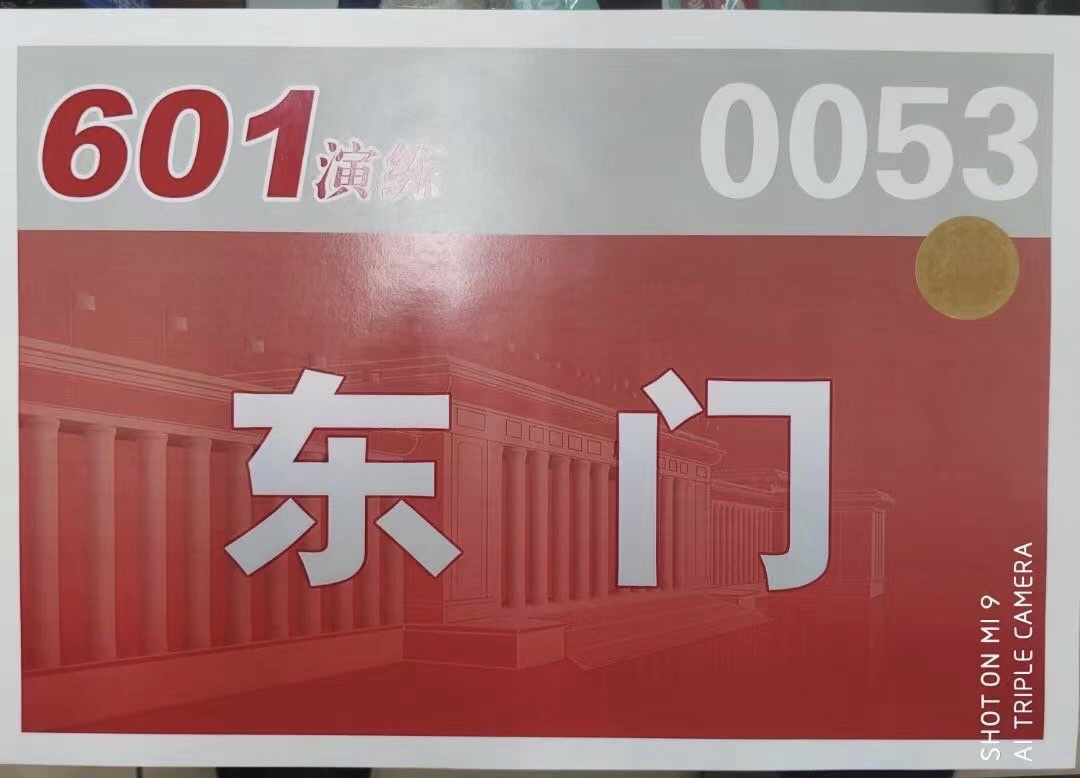 601演练
0053
东门
SHOT ON MI 9
AI TRIPLE CAMERA